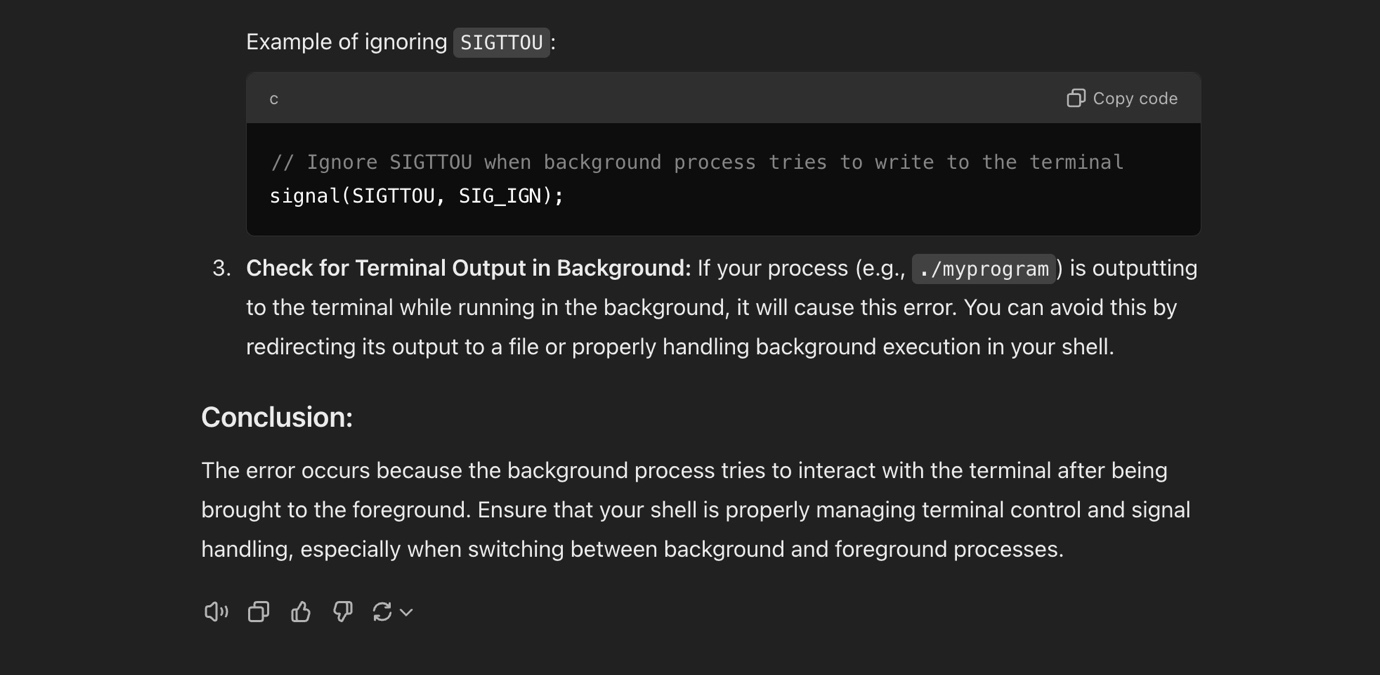 Example of ignoring SIGTTOU:
c
Copy code
// Ignore SIGTTOU when background process tries to write to the terminal
signal(SIGTTOU, SIG_IGN);
3. Check for Terminal Output in Background: If your process (e.g., ./myprogram) is outputting
to the terminal while running in the background, it will cause this error. You can avoid this by
redirecting its output to a file or properly handling background execution in your shell.
Conclusion:
The error occurs because the background process tries to interact with the terminal after being
brought to the foreground. Ensure that your shell is properly managing terminal control and signal
handling, especially when switching between background and foreground processes.